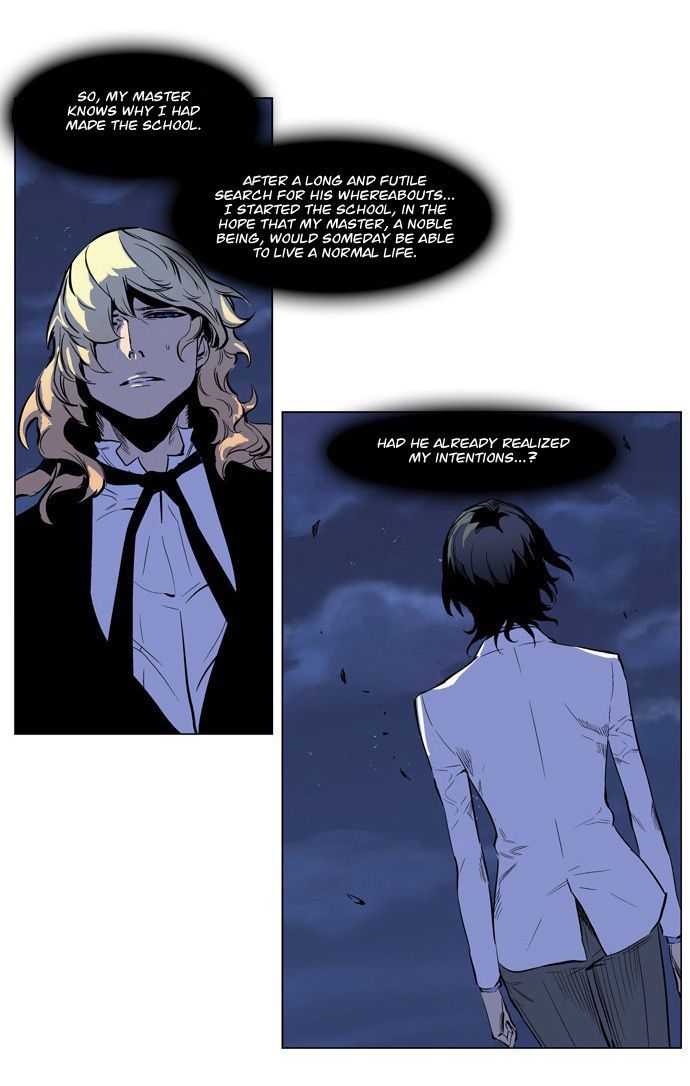 SO, MY MASTER
KNOWS WHY I HAD
MADE THE SCHOOL.
AFTER A LONG AND FUTILE
SEARCH FOR HIS WHEREABOUTS...
I STARTED THE SCHOOL, IN THE
HOPE THAT MY MASTER, A NOBLE
BEING, WOULD SOMEDAY BE ABLE
TO LIVE A NORMAL LIFE.
HAD HE ALREADY REALIZED
MY INTENTIONS...?